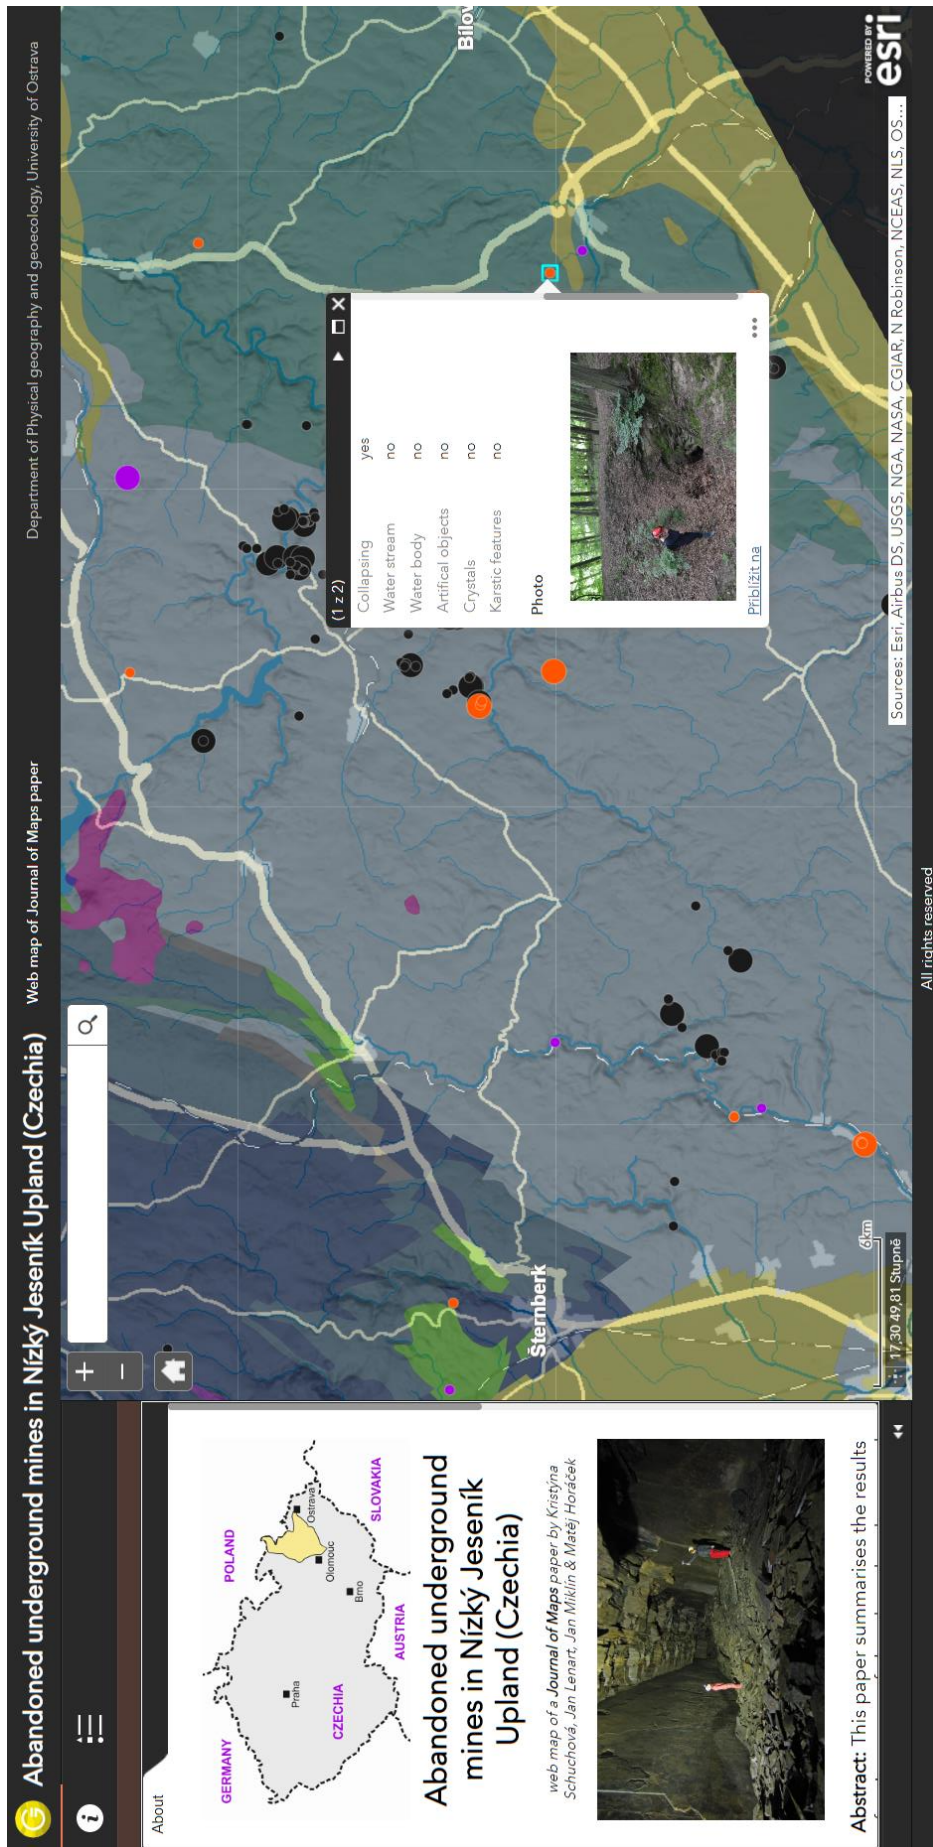 Abandoned underground mines in Nízký Jeseník Upland (Czechia)
Web map of Journal of Maps paper
Department of Physical geography and geoecology, University of Ostrava
About
GERMANY
POLAND
Praha
CZECHIA
Ostrava
Olomouc
Brno
AUSTRIA
SLOVAKIA
Abandoned underground
mines in Nízký Jeseník
Upland (Czechia)
web map of a Journal of Maps paper by Kristýna
Schuchová, Jan Lenart, Jan Miklín & Matěj Horáček
Abstract: This paper summarises the results
+
−
Šternberk
Bílov
(1 z 2)
Collapsing yes
Water stream no
Water body no
Artifical objects no
Crystals no
Karstic features no
Photo
Přiblížit na
6km
17,30 49,81 Stupně
POWERED BY
esri
Sources: Esri, Airbus DS, USGS, NGA, NASA, CGIAR, N Robinson, NCEAS, NLS, OS...
All rights reserved